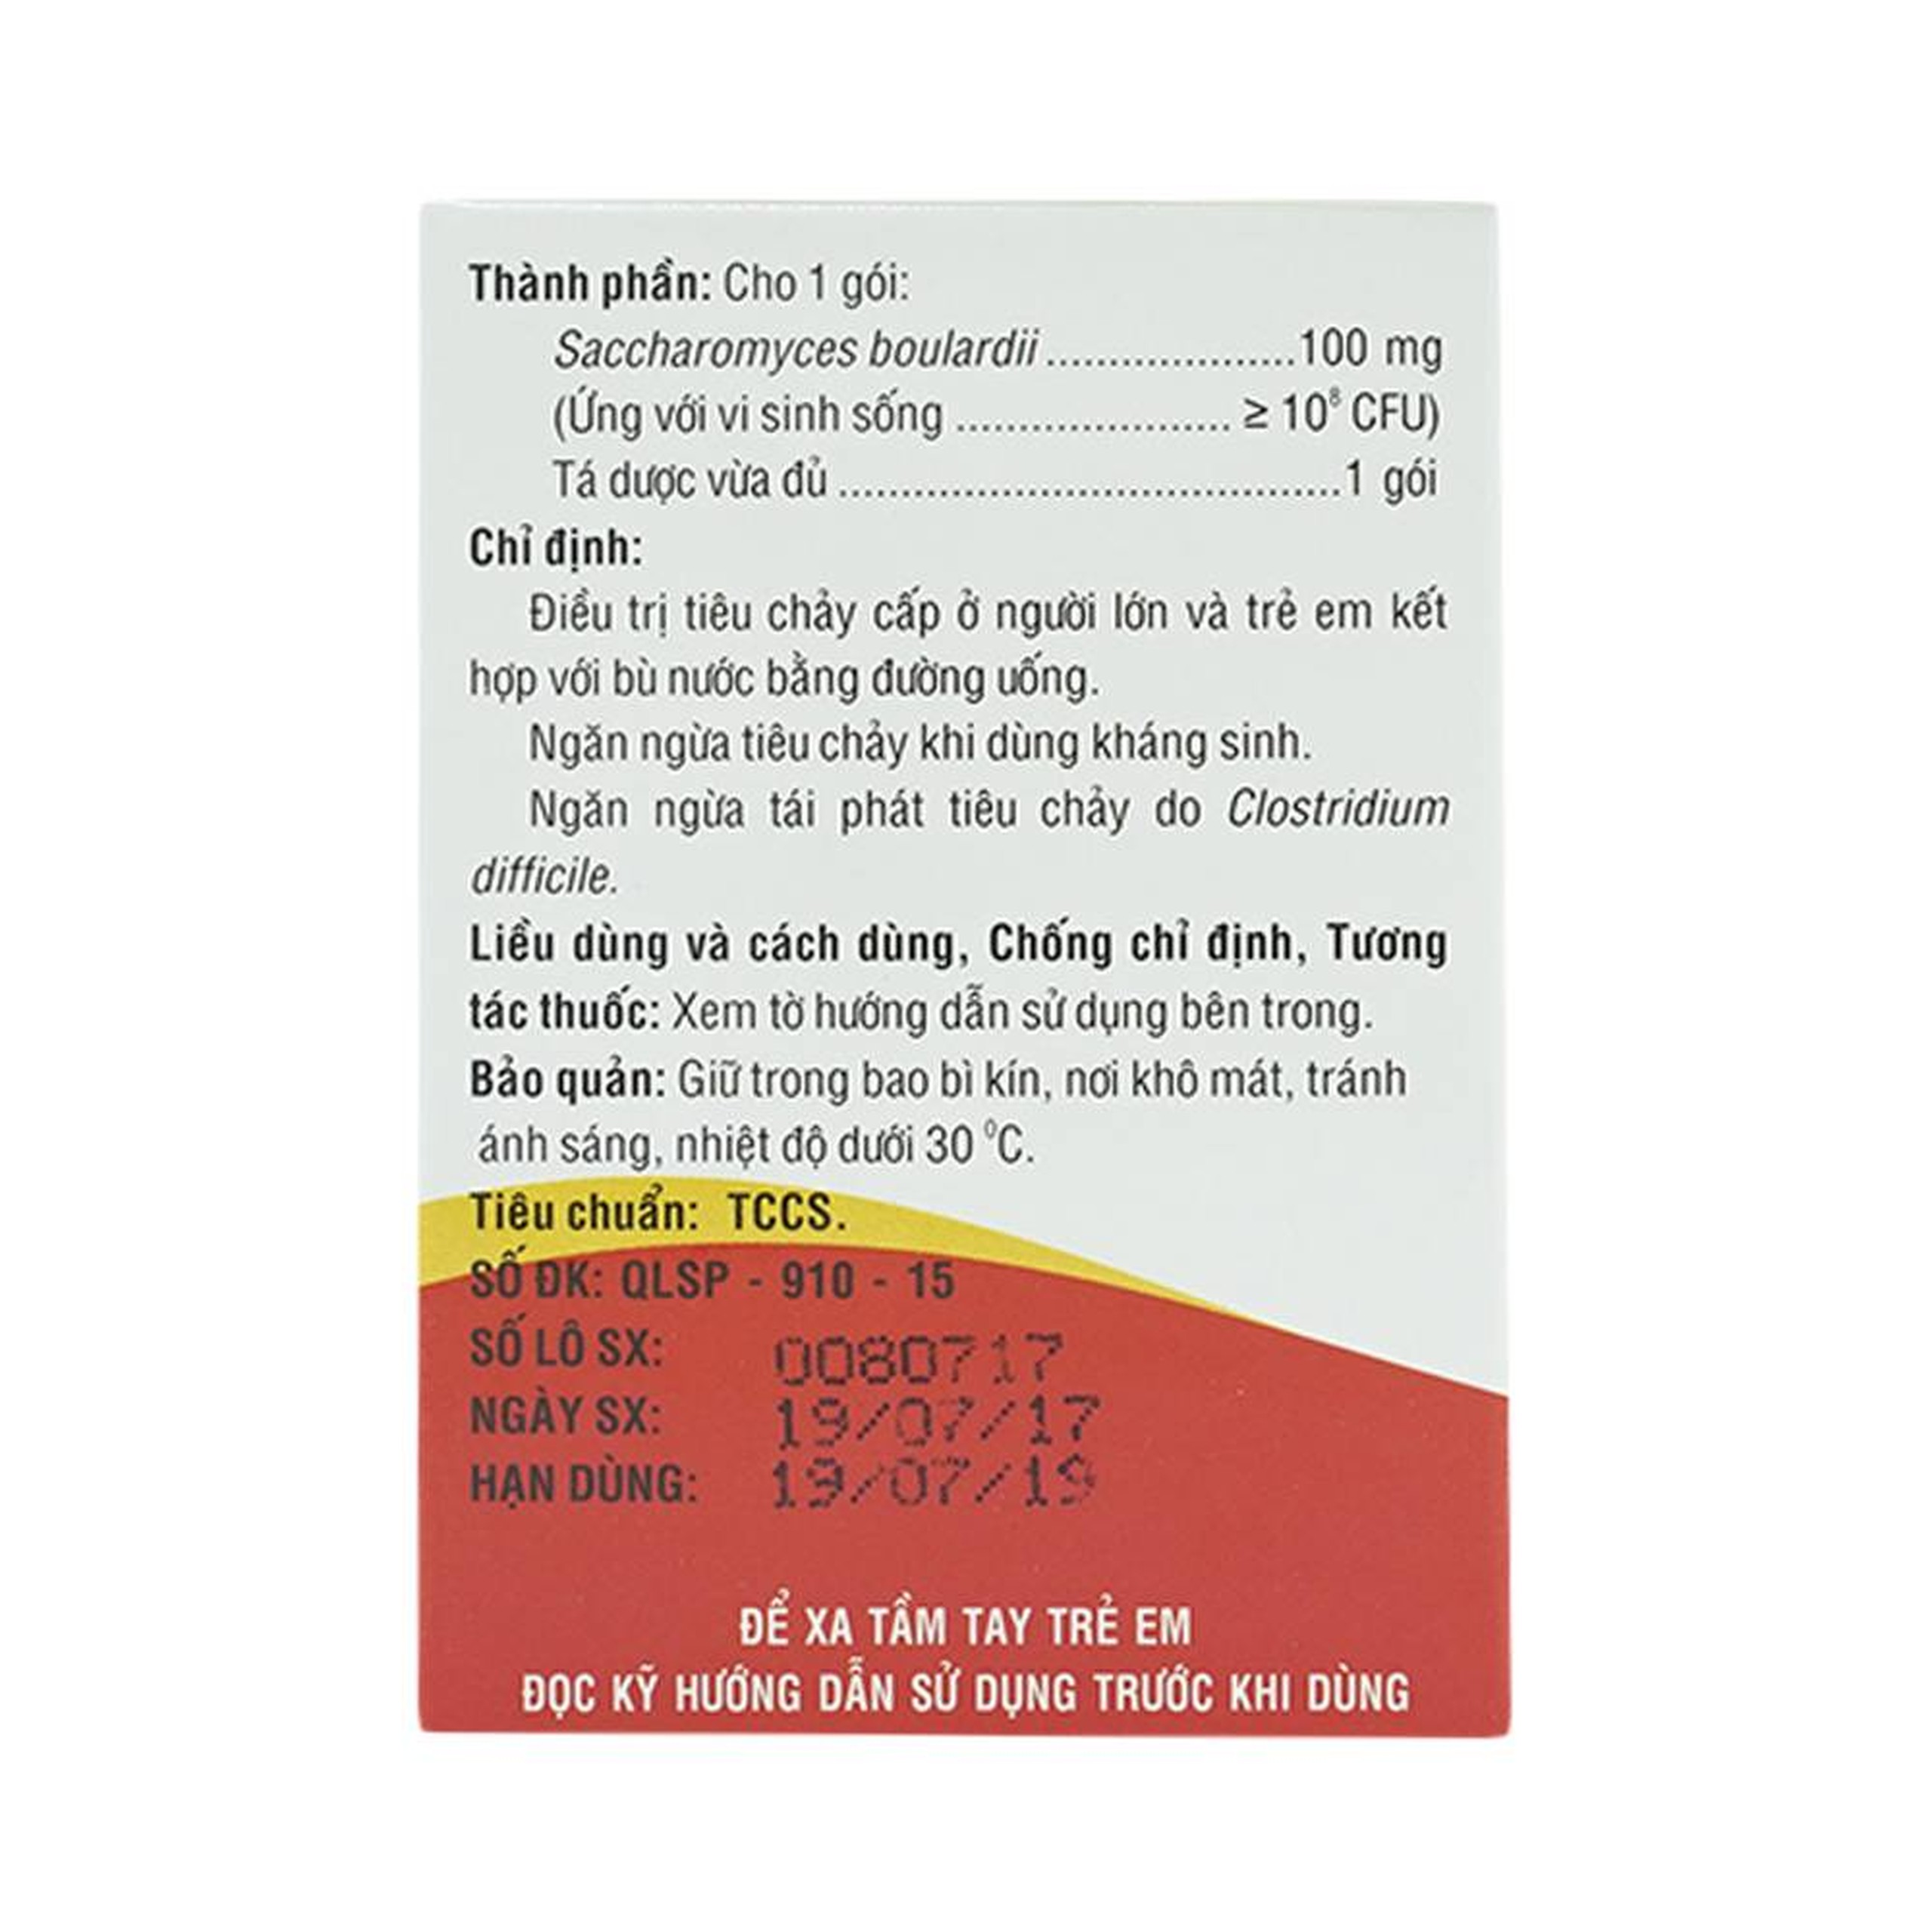 Thành phần: Cho 1 gói:
Saccharomyces boulardii....................100 mg
(Ứng với vi sinh sống ...................... ≥ 10⁸ CFU)
Tá dược vừa đủ........................................1 gói
Chỉ định:
Điều trị tiêu chảy cấp ở người lớn và trẻ em kết
hợp với bù nước bằng đường uống.
Ngăn ngừa tiêu chảy khi dùng kháng sinh.
Ngăn ngừa tái phát tiêu chảy do Clostridium
difficile.
Liều dùng và cách dùng, Chống chỉ định, Tương
tác thuốc: Xem tờ hướng dẫn sử dụng bên trong.
Bảo quản: Giữ trong bao bì kín, nơi khô mát, tránh
ánh sáng, nhiệt độ dưới 30 ⁰C.
Tiêu chuẩn: TCCS.
SỐ ĐK: QLSP - 910 - 15
SỐ LÔ SX: 0080717
NGÀY SX: 19/07/17
HẠN DÙNG: 19/07/19
ĐỂ XA TẦM TAY TRẺ EM
ĐỌC KỸ HƯỚNG DẪN SỬ DỤNG TRƯỚC KHI DÙNG